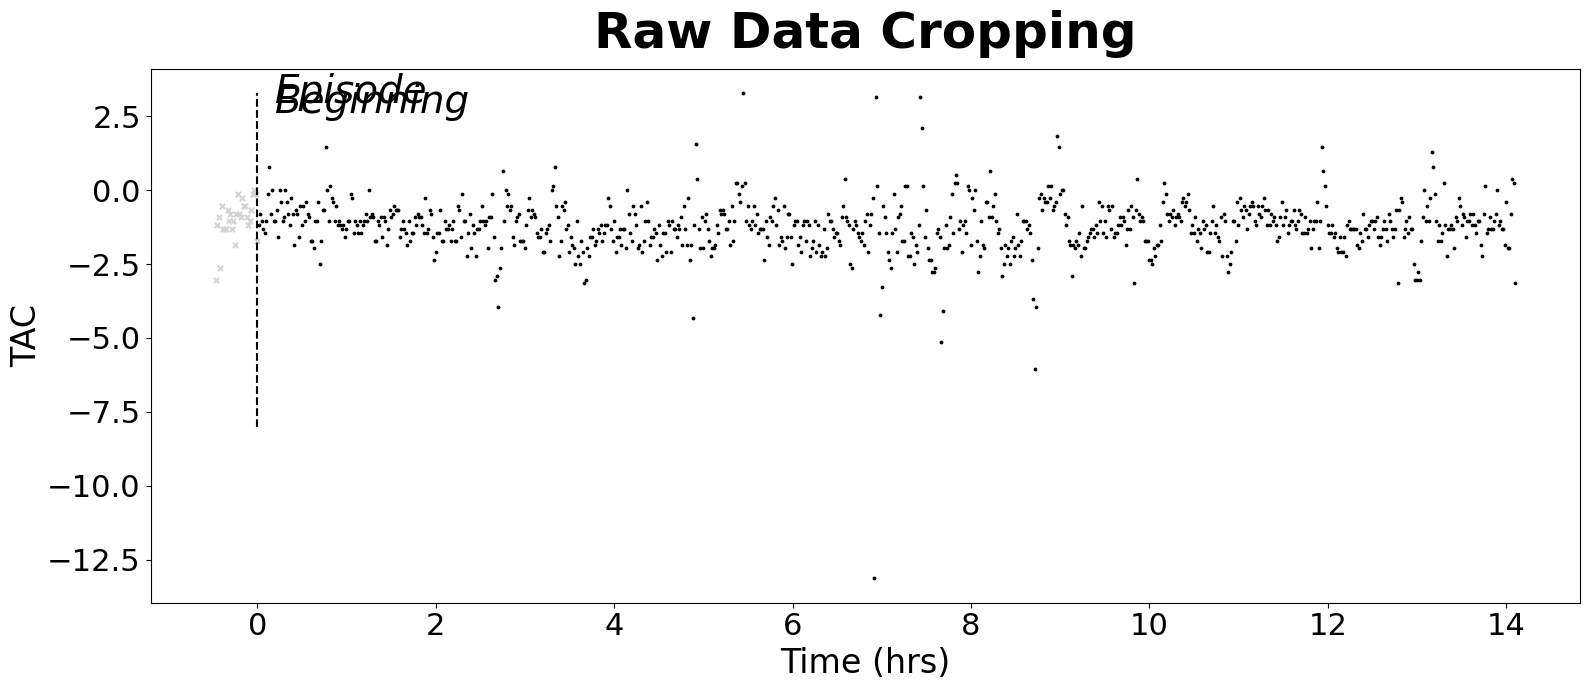 Raw Data Cropping
Episode
Beginning
TAC
2.5
0.0
−2.5
−5.0
−7.5
−10.0
−12.5
0 2 4 6 8 10 12 14
Time (hrs)